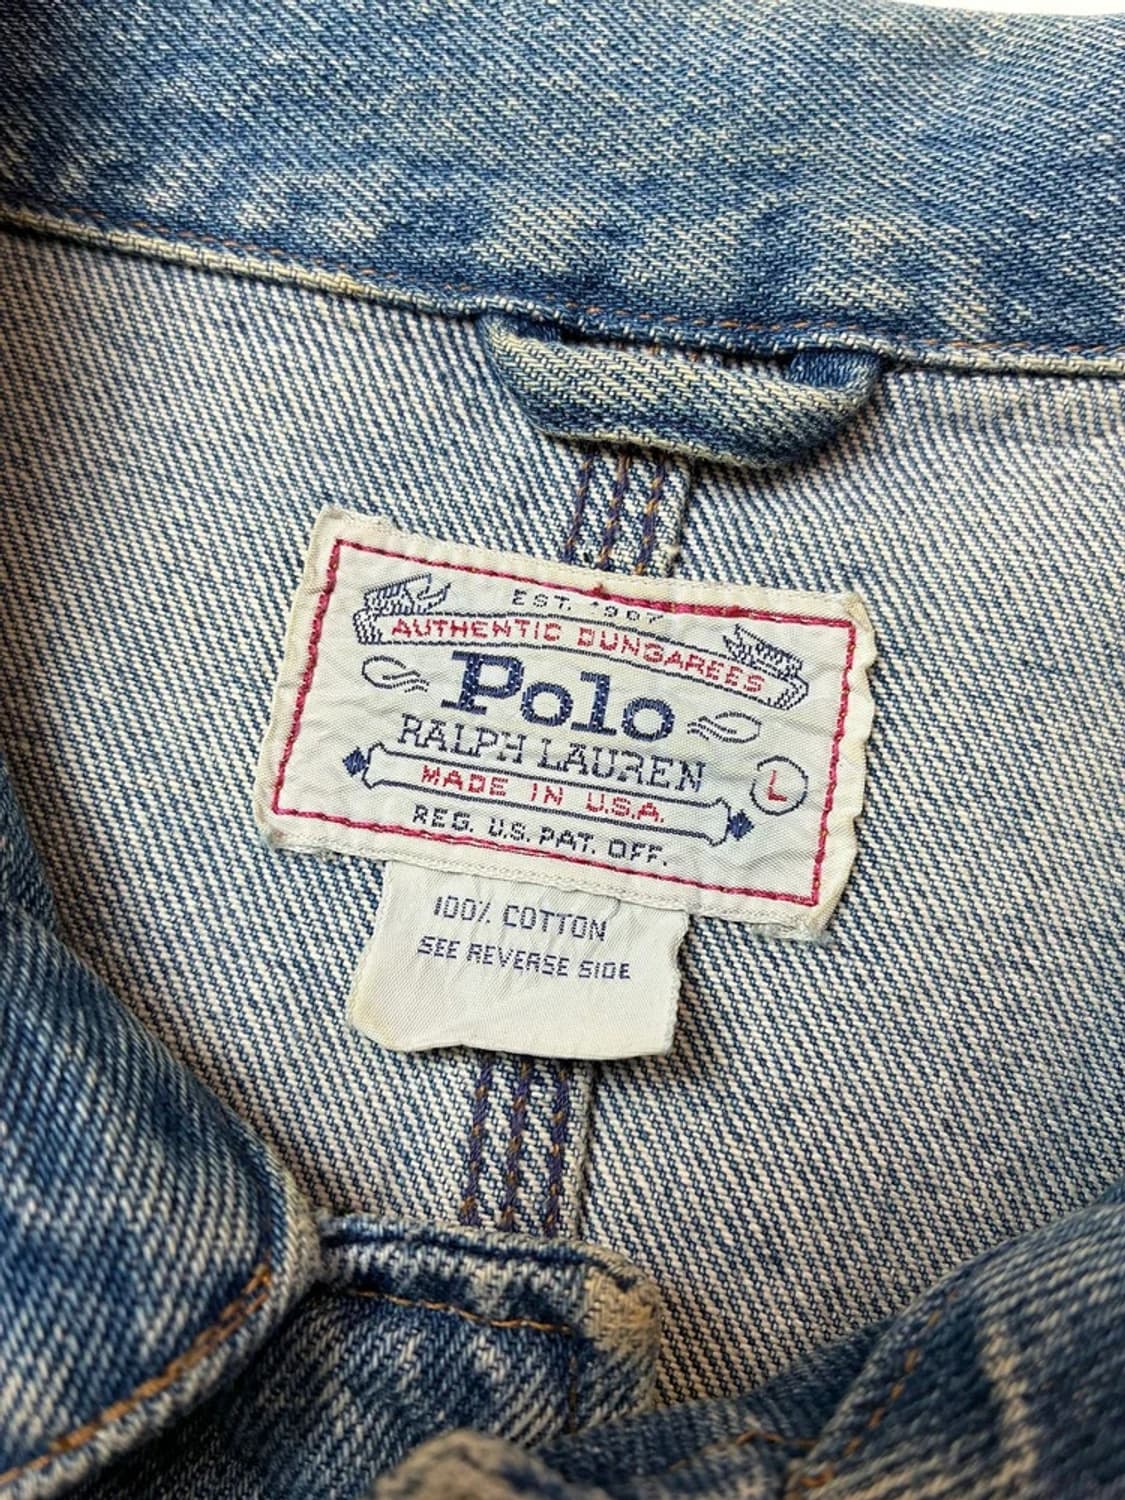 EST. 1967
AUTHENTIC DUNGAREES
Polo
RALPH LAUREN
L
MADE IN U.S.A.
REG. U.S. PAT. OFF.
100% COTTON
SEE REVERSE SIDE